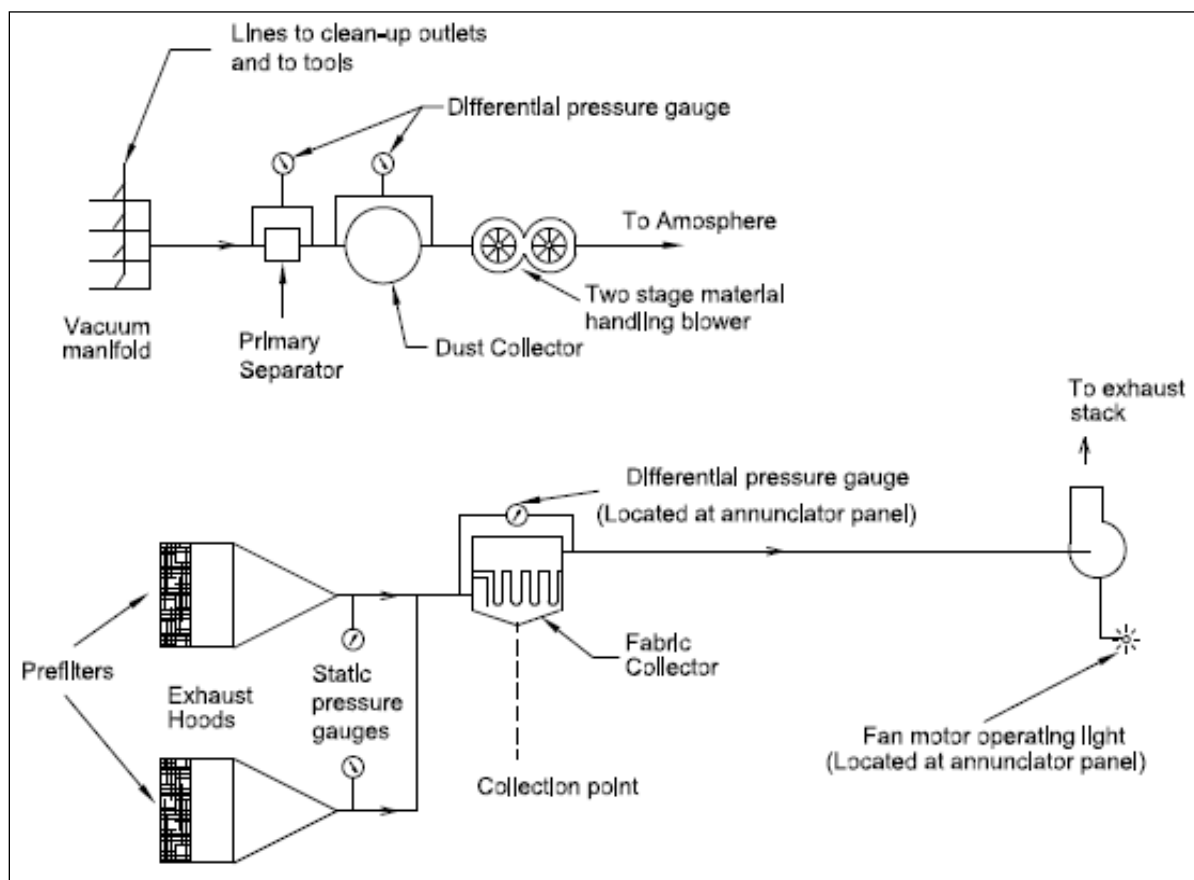 Lines to clean-up outlets
and to tools
Differential pressure gauge
To Amosphere
Two stage material
handling blower
Vacuum
manifold
Primary
Separator
Dust Collector
To exhaust
stack
Differential pressure gauge
(Located at annunciator panel)
Prefilters
Exhaust
Hoods
Static
pressure
gauges
Fabric
Collector
Collection point
Fan motor operating light
(Located at annunciator panel)